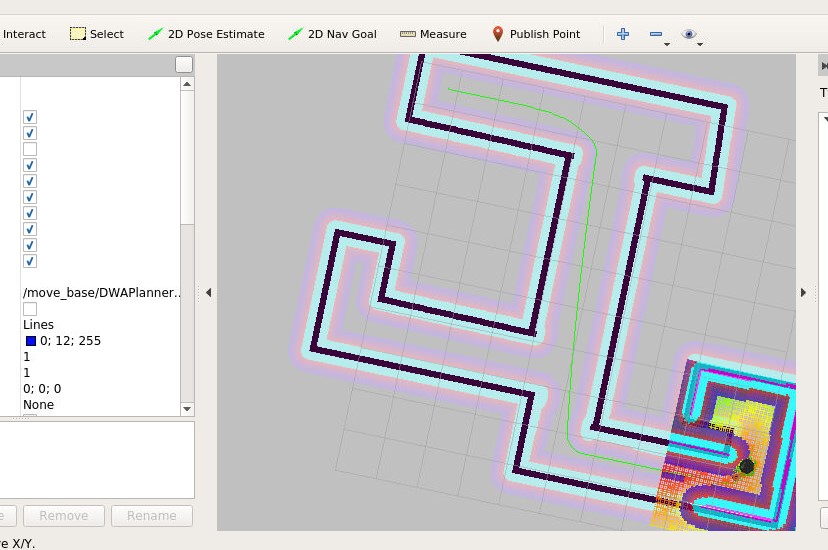 Interact Select 2D Pose Estimate 2D Nav Goal Measure Publish Point
/move_base/DWAPlanner...
Lines
0; 12; 255
1
1
0; 0; 0
None
Remove Rename
X/Y.